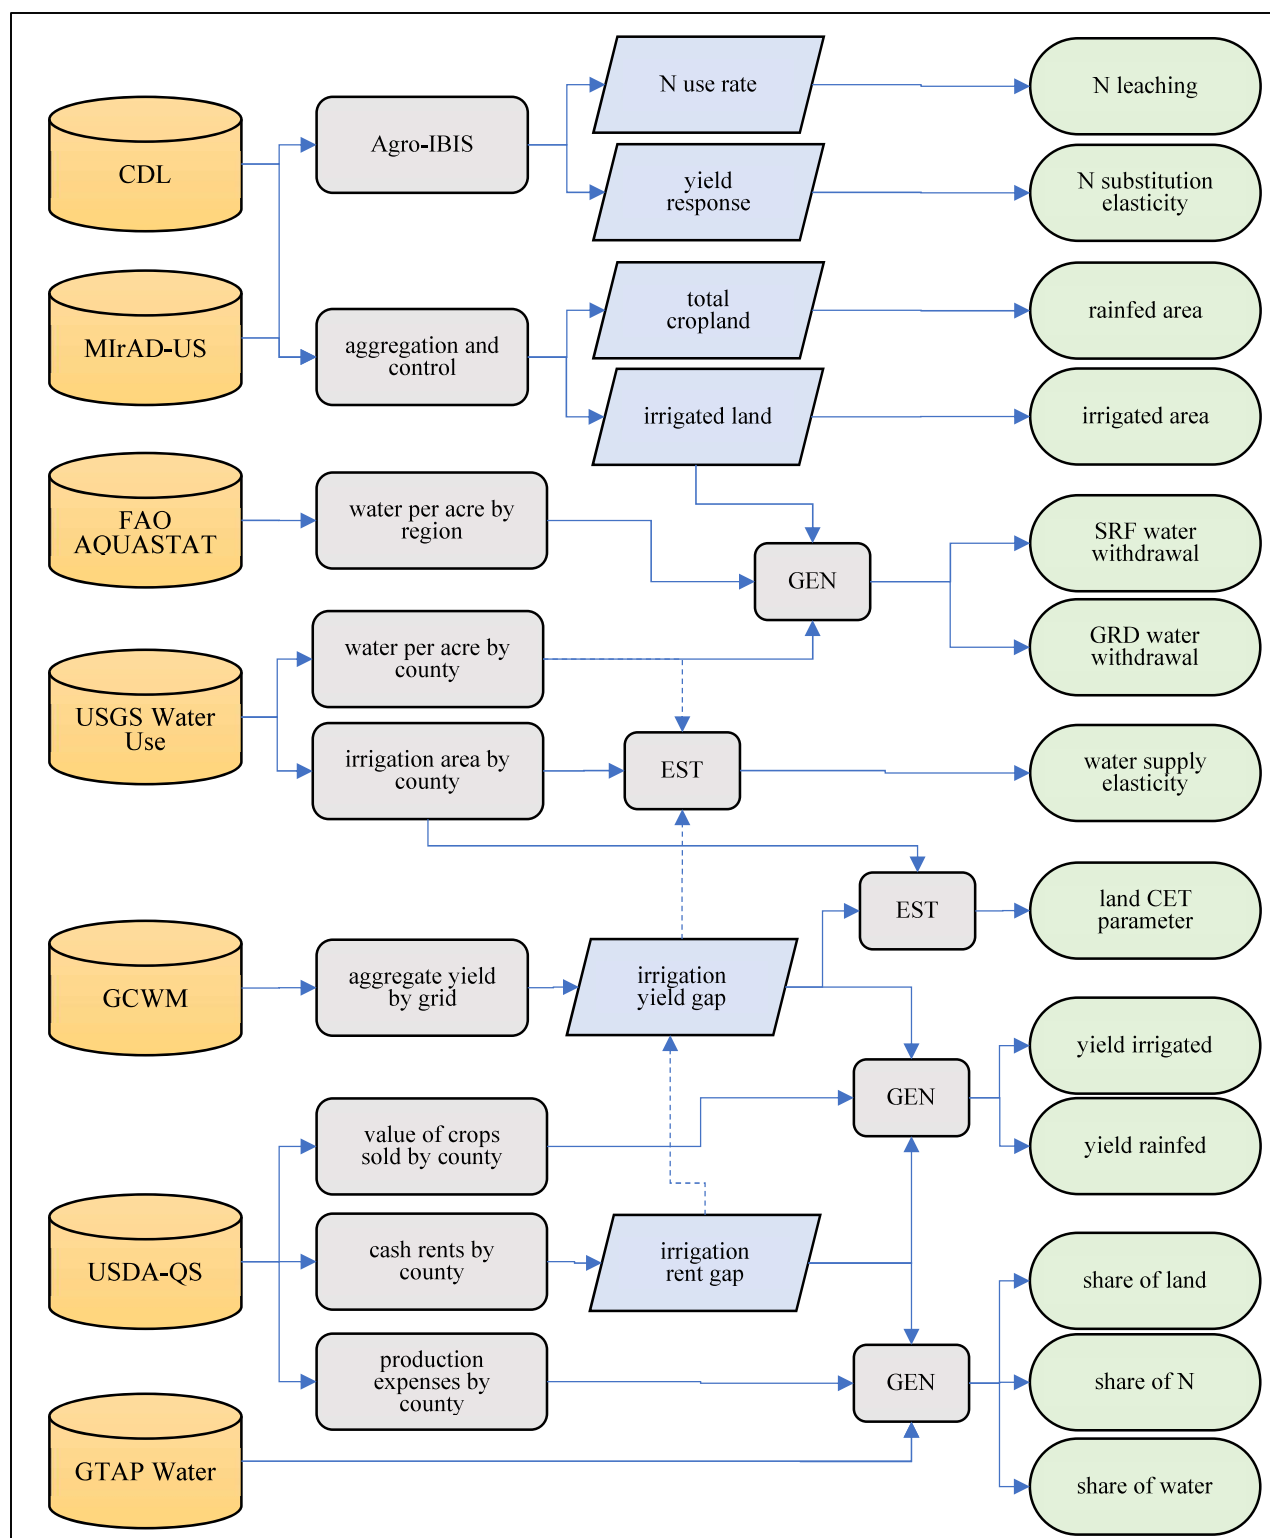 N use rate
N leaching
CDL
Agro-IBIS
yield
response
N substitution
elasticity
MIrAD-US
aggregation and
control
total
cropland
rainfed area
irrigated land
irrigated area
FAO
AQUASTAT
water per acre by
region
GEN
SRF water
withdrawal
GRD water
withdrawal
USGS Water
Use
water per acre by
county
irrigation area by
county
EST
water supply
elasticity
EST
land CET
parameter
GCWM
aggregate yield
by grid
irrigation
yield gap
yield irrigated
GEN
yield rainfed
value of crops
sold by county
USDA-QS
cash rents by
county
irrigation
rent gap
share of land
production
expenses by
county
GEN
share of N
GTAP Water
share of water